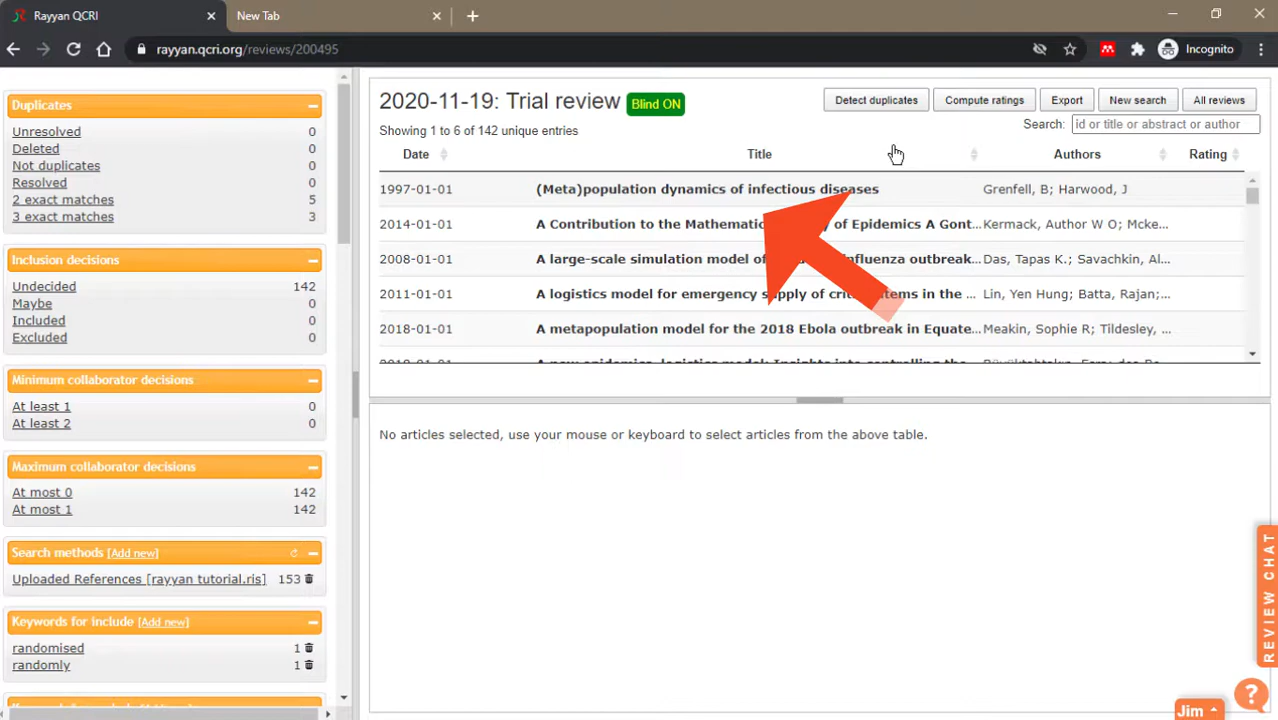 Rayyan QCRI
New Tab
rayyan.qcri.org/reviews/200495
Incognito
Duplicates
Unresolved 0
Deleted 0
Not duplicates 0
Resolved 0
2 exact matches 5
3 exact matches 3
Inclusion decisions
Undecided 142
Maybe 0
Included 0
Excluded 0
Minimum collaborator decisions
At least 1 0
At least 2 0
Maximum collaborator decisions
At most 0 142
At most 1 142
Search methods [Add new]
Uploaded References [rayyan tutorial.ris] 153
Keywords for include [Add new]
randomised 1
randomly 1
2020-11-19: Trial review Blind ON
Detect duplicates Compute ratings Export New search All reviews
Showing 1 to 6 of 142 unique entries
Search: id or title or abstract or author
Date Title Authors Rating
1997-01-01 (Meta)population dynamics of infectious diseases Grenfell, B; Harwood, J
2014-01-01 A Contribution to the Mathematic y of Epidemics A Gont... Kermack, Author W O; Mcke...
2008-01-01 A large-scale simulation model of influenza outbreak... Das, Tapas K.; Savachkin, Al...
2011-01-01 A logistics model for emergency supply of crit items in the ... Lin, Yen Hung; Batta, Rajan;...
2018-01-01 A metapopulation model for the 2018 Ebola outbreak in Equate... Meakin, Sophie R; Tildesley, ...
No articles selected, use your mouse or keyboard to select articles from the above table.
REVIEW CHAT
?
Jim